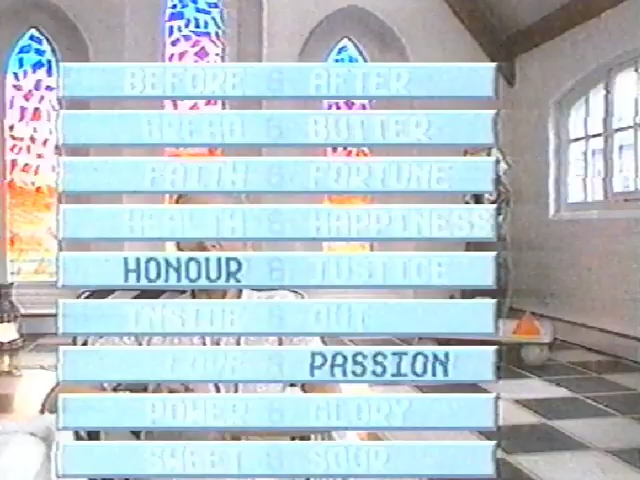 BEFORE & AFTER
BREAD & BUTTER
FAITH & FORTUNE
HEALTH & HAPPINESS
HONOUR & JUSTICE
INSIDE & OUT
LOVE & PASSION
POWER & GLORY
SWEET & SOUR